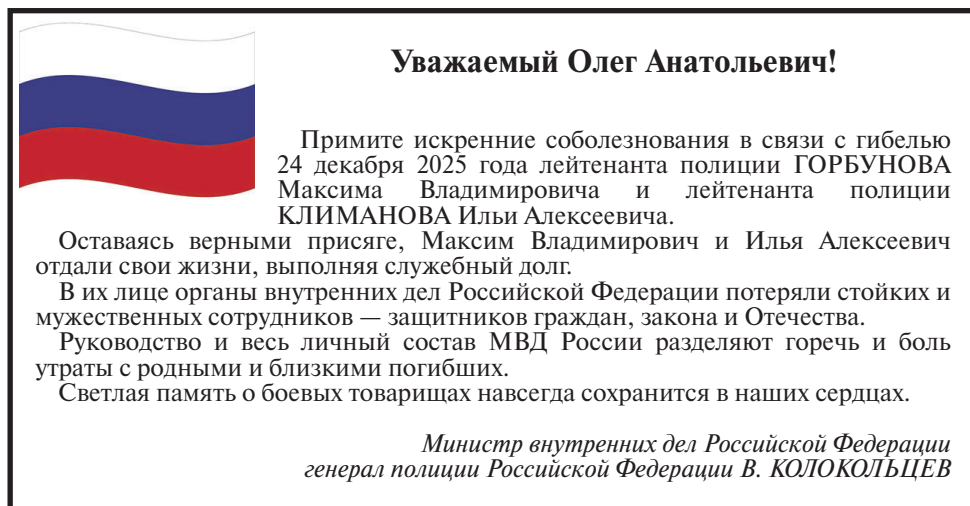 Уважаемый Олег Анатольевич!
Примите искренние соболезнования в связи с гибелью
24 декабря 2025 года лейтенанта полиции ГОРБУНОВА
Максима Владимировича и лейтенанта полиции
КЛИМАНОВА Ильи Алексеевича.
Оставаясь верными присяге, Максим Владимирович и Илья Алексеевич
отдали свои жизни, выполняя служебный долг.
В их лице органы внутренних дел Российской Федерации потеряли стойких и
мужественных сотрудников — защитников граждан, закона и Отечества.
Руководство и весь личный состав МВД России разделяют горечь и боль
утраты с родными и близкими погибших.
Светлая память о боевых товарищах навсегда сохранится в наших сердцах.
Министр внутренних дел Российской Федерации
генерал полиции Российской Федерации В. КОЛОКОЛЬЦЕВ